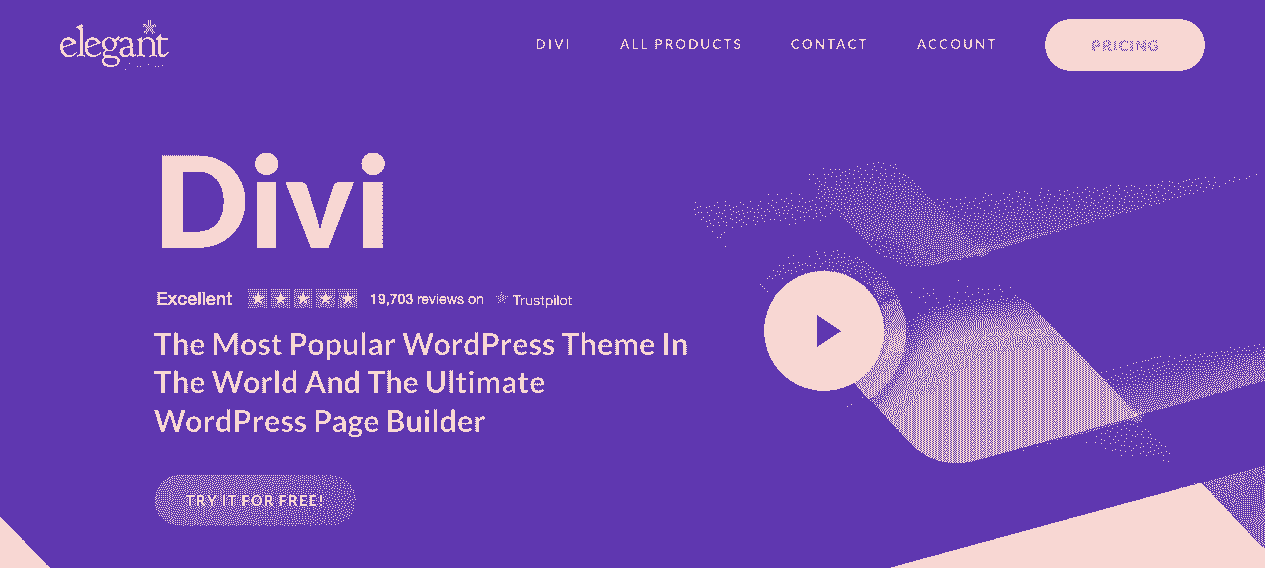 elegant
DIVI
ALL PRODUCTS
CONTACT
ACCOUNT
PRICING
Divi
Excellent
19,703 reviews on
Trustpilot
The Most Popular WordPress Theme In
The World And The Ultimate
WordPress Page Builder
TRY IT FOR FREE!